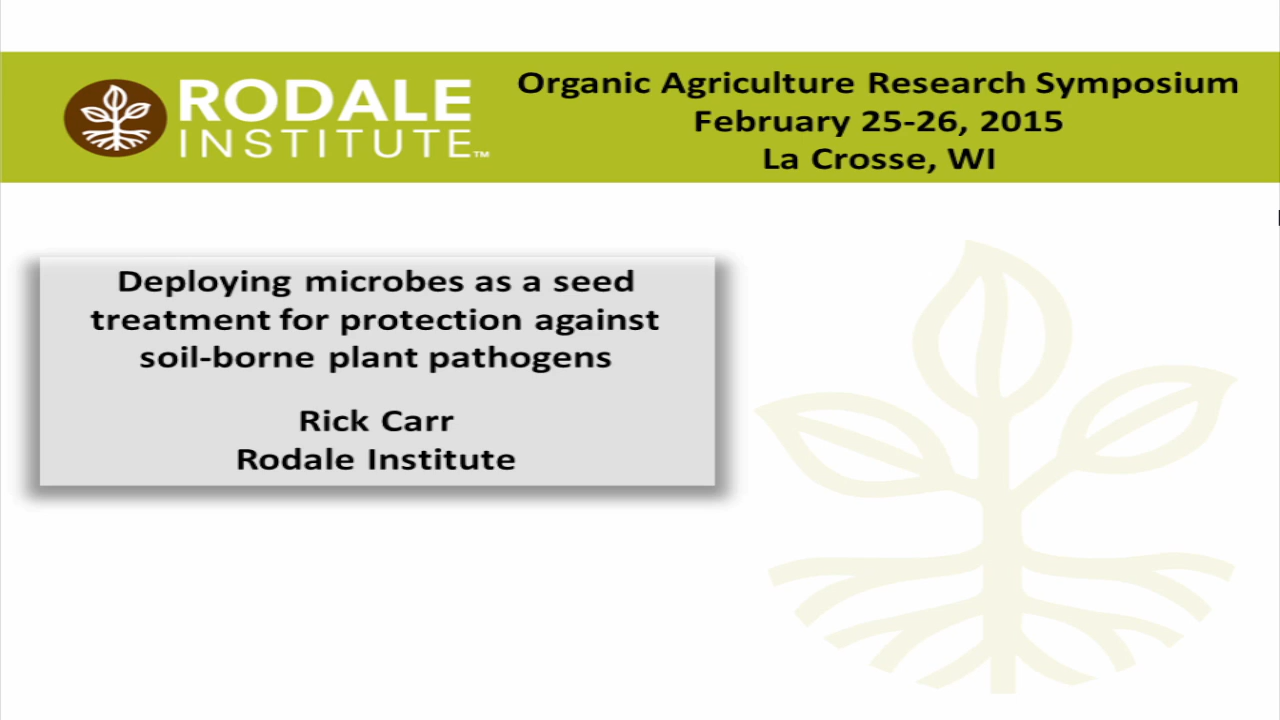 RODALE
INSTITUTE™
Organic Agriculture Research Symposium
February 25-26, 2015
La Crosse, WI
Deploying microbes as a seed
treatment for protection against
soil-borne plant pathogens
Rick Carr
Rodale Institute